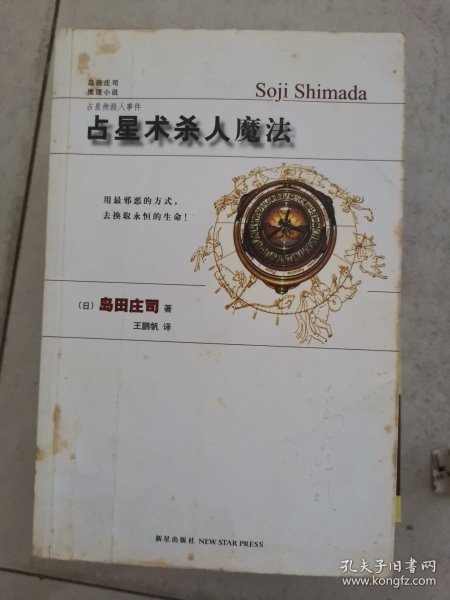 岛田庄司
推理小说
Soji Shimada
占星術殺人事件
占星术杀人魔法
用最邪恶的方式，
去换取永恒的生命！
（日）岛田庄司 著
王鹏帆 译
新星出版社 NEW STAR PRESS
孔夫子旧书网
www.kongfz.com